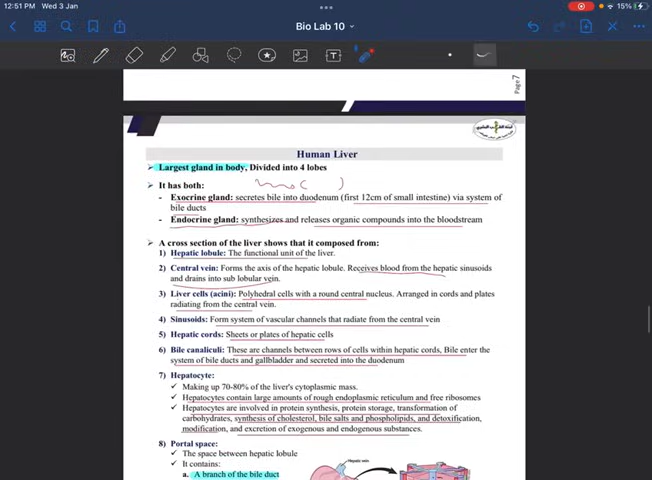 12:51 PM Wed 3 Jan
15%
Bio Lab 10
Page 7
Human Liver
➤ Largest gland in body, Divided into 4 lobes
➤ It has both:
- Exocrine gland: secretes bile into duodenum (first 12cm of small intestine) via system of
bile ducts
- Endocrine gland: synthesizes and releases organic compounds into the bloodstream
➤ A cross section of the liver shows that it composed from:
1) Hepatic lobule: The functional unit of the liver.
2) Central vein: Forms the axis of the hepatic lobule. Receives blood from the hepatic sinusoids
and drains into sub lobular vein.
3) Liver cells (acini): Polyhedral cells with a round central nucleus. Arranged in cords and plates
radiating from the central vein.
4) Sinusoids: Form system of vascular channels that radiate from the central vein
5) Hepatic cords: Sheets or plates of hepatic cells
6) Bile canaliculi: These are channels between rows of cells within hepatic cords, Bile enter the
system of bile ducts and gallbladder and secreted into the duodenum
7) Hepatocyte:
✓ Making up 70-80% of the liver's cytoplasmic mass.
✓ Hepatocytes contain large amounts of rough endoplasmic reticulum and free ribosomes
✓ Hepatocytes are involved in protein synthesis, protein storage, transformation of
carbohydrates, synthesis of cholesterol, bile salts and phospholipids, and detoxification,
modification, and excretion of exogenous and endogenous substances.
8) Portal space:
✓ The space between hepatic lobule
✓ It contains:
a. A branch of the bile duct
Hepatic vein